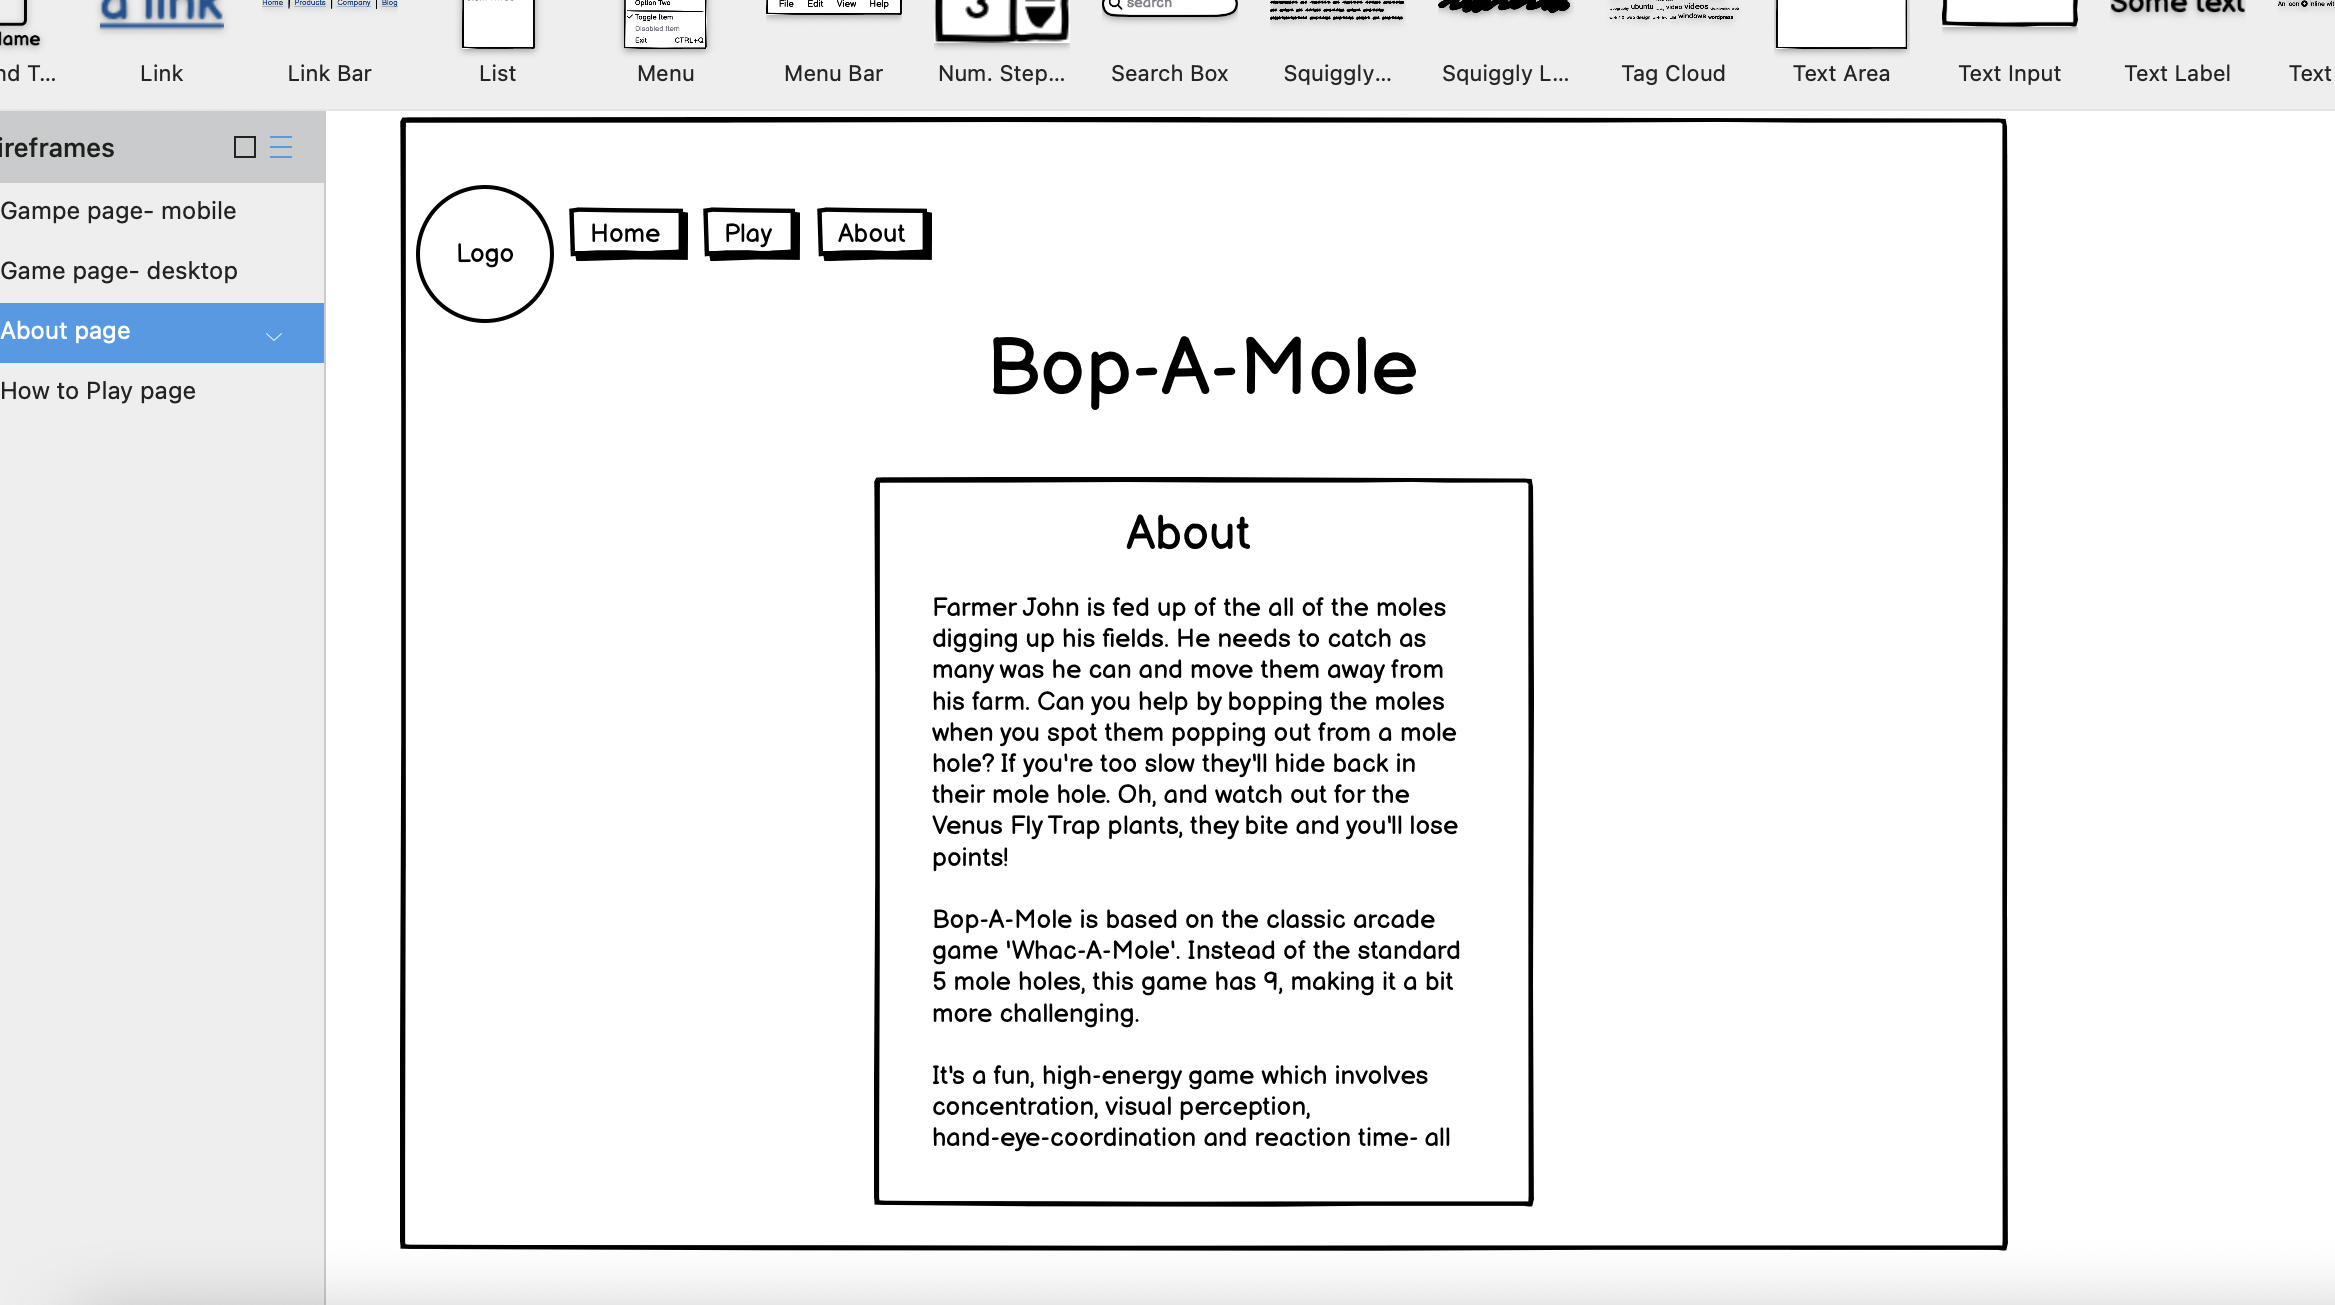 a link
Home | Products | Company | Blog
Option Two
Toggle Item
Disabled Item
Exit CTRL+Q
File Edit View Help
3
search
ubuntu video videos
web design windows wordpress
Some text
Name
nd T...
Link
Link Bar
List
Menu
Menu Bar
Num. Step...
Search Box
Squiggly...
Squiggly L...
Tag Cloud
Text Area
Text Input
Text Label
Text
ireframes
Gampe page- mobile
Game page- desktop
About page
How to Play page
Logo
Home
Play
About
Bop-A-Mole
About
Farmer John is fed up of the all of the moles
digging up his fields. He needs to catch as
many was he can and move them away from
his farm. Can you help by bopping the moles
when you spot them popping out from a mole
hole? If you're too slow they'll hide back in
their mole hole. Oh, and watch out for the
Venus Fly Trap plants, they bite and you'll lose
points!
Bop-A-Mole is based on the classic arcade
game 'Whac-A-Mole'. Instead of the standard
5 mole holes, this game has 9, making it a bit
more challenging.
It's a fun, high-energy game which involves
concentration, visual perception,
hand-eye-coordination and reaction time- all